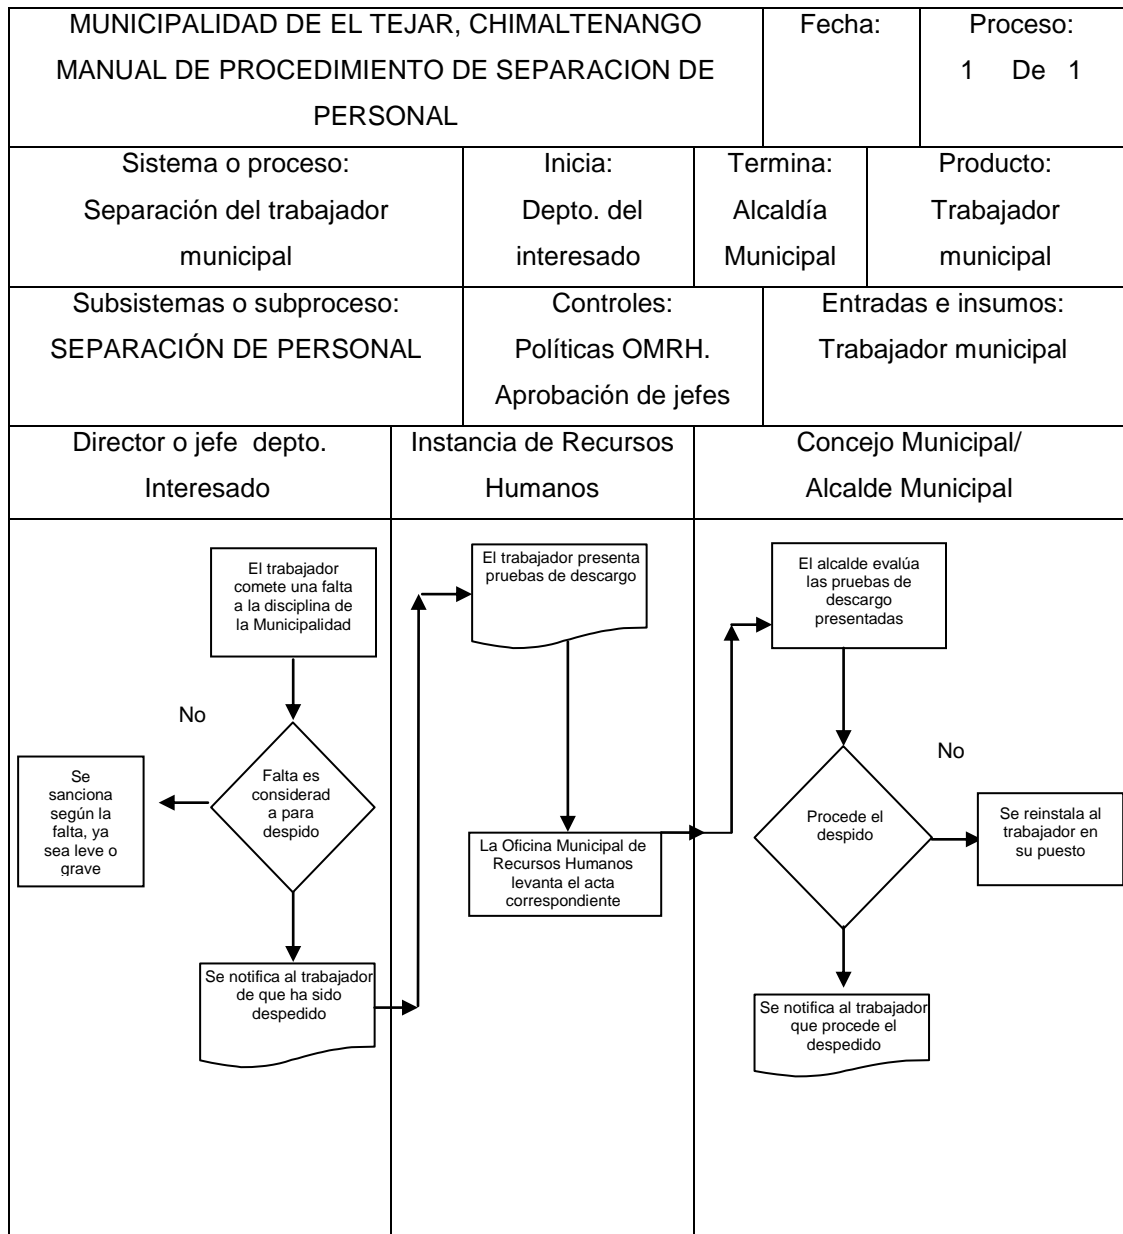 MUNICIPALIDAD DE EL TEJAR, CHIMALTENANGO
MANUAL DE PROCEDIMIENTO DE SEPARACION DE
PERSONAL
Fecha:
Proceso:
1 De 1
Sistema o proceso:
Separación del trabajador
municipal
Inicia:
Depto. del
interesado
Termina:
Alcaldía
Municipal
Producto:
Trabajador
municipal
Subsistemas o subproceso:
SEPARACIÓN DE PERSONAL
Controles:
Políticas OMRH.
Aprobación de jefes
Entradas e insumos:
Trabajador municipal
Director o jefe depto.
Interesado
Instancia de Recursos
Humanos
Concejo Municipal/
Alcalde Municipal
El trabajador
comete una falta
a la disciplina de
la Municipalidad
No
Falta es
considerad
a para
despido
Se
sanciona
según la
falta, ya
sea leve o
grave
Se notifica al trabajador
de que ha sido
despedido
El trabajador presenta
pruebas de descargo
La Oficina Municipal de
Recursos Humanos
levanta el acta
correspondiente
El alcalde evalúa
las pruebas de
descargo
presentadas
No
Procede el
despido
Se reinstala al
trabajador en
su puesto
Se notifica al trabajador
que procede el
despedido